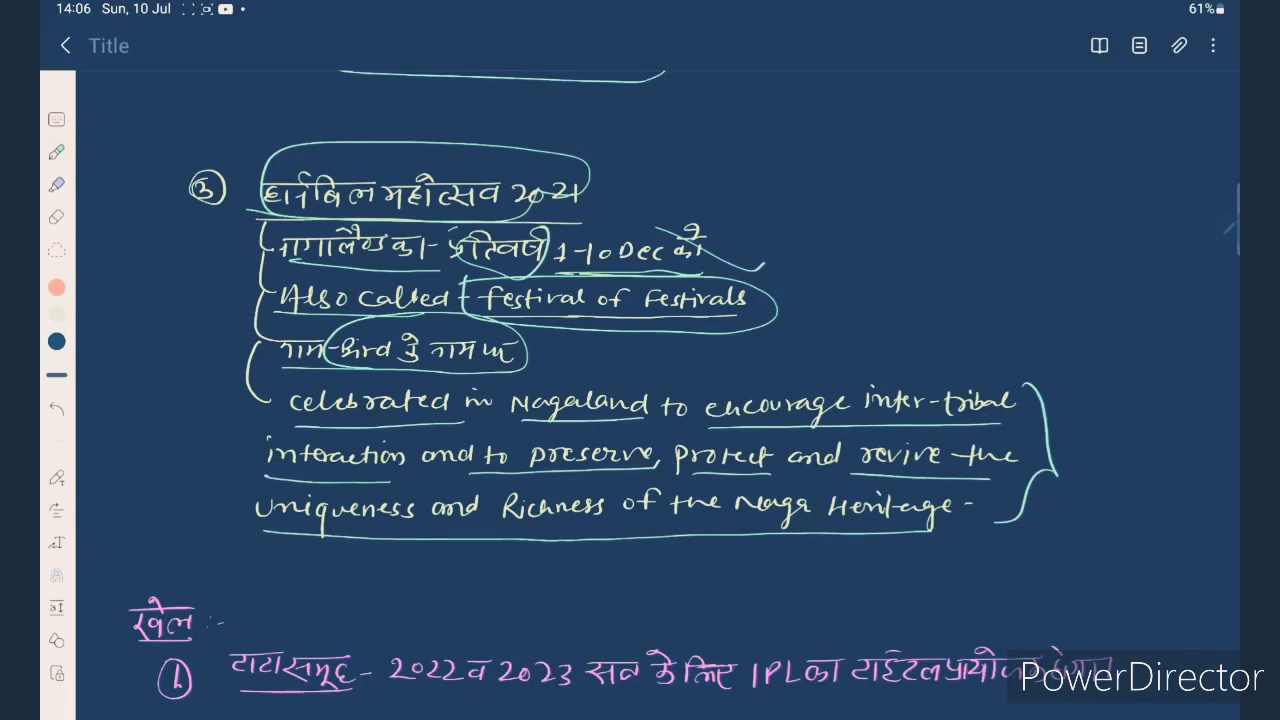 14:06 Sun, 10 Jul
61%
Title
③ हार्नबिल महोत्सव 2021
नागालैण्ड का - प्रतिवर्ष 1-10 Dec को
Also called - festival of Festivals
नाम - Bird के नाम पर
celebrated in Nagaland to encourage inter-tribal
interaction and to preserve, protect and revive the
uniqueness and Richness of the Naga Heritage -
खेल :-
① टाटा समूह - 2022 व 2023 सत्र के लिए IPL का टाईटल प्रायोजक
PowerDirector